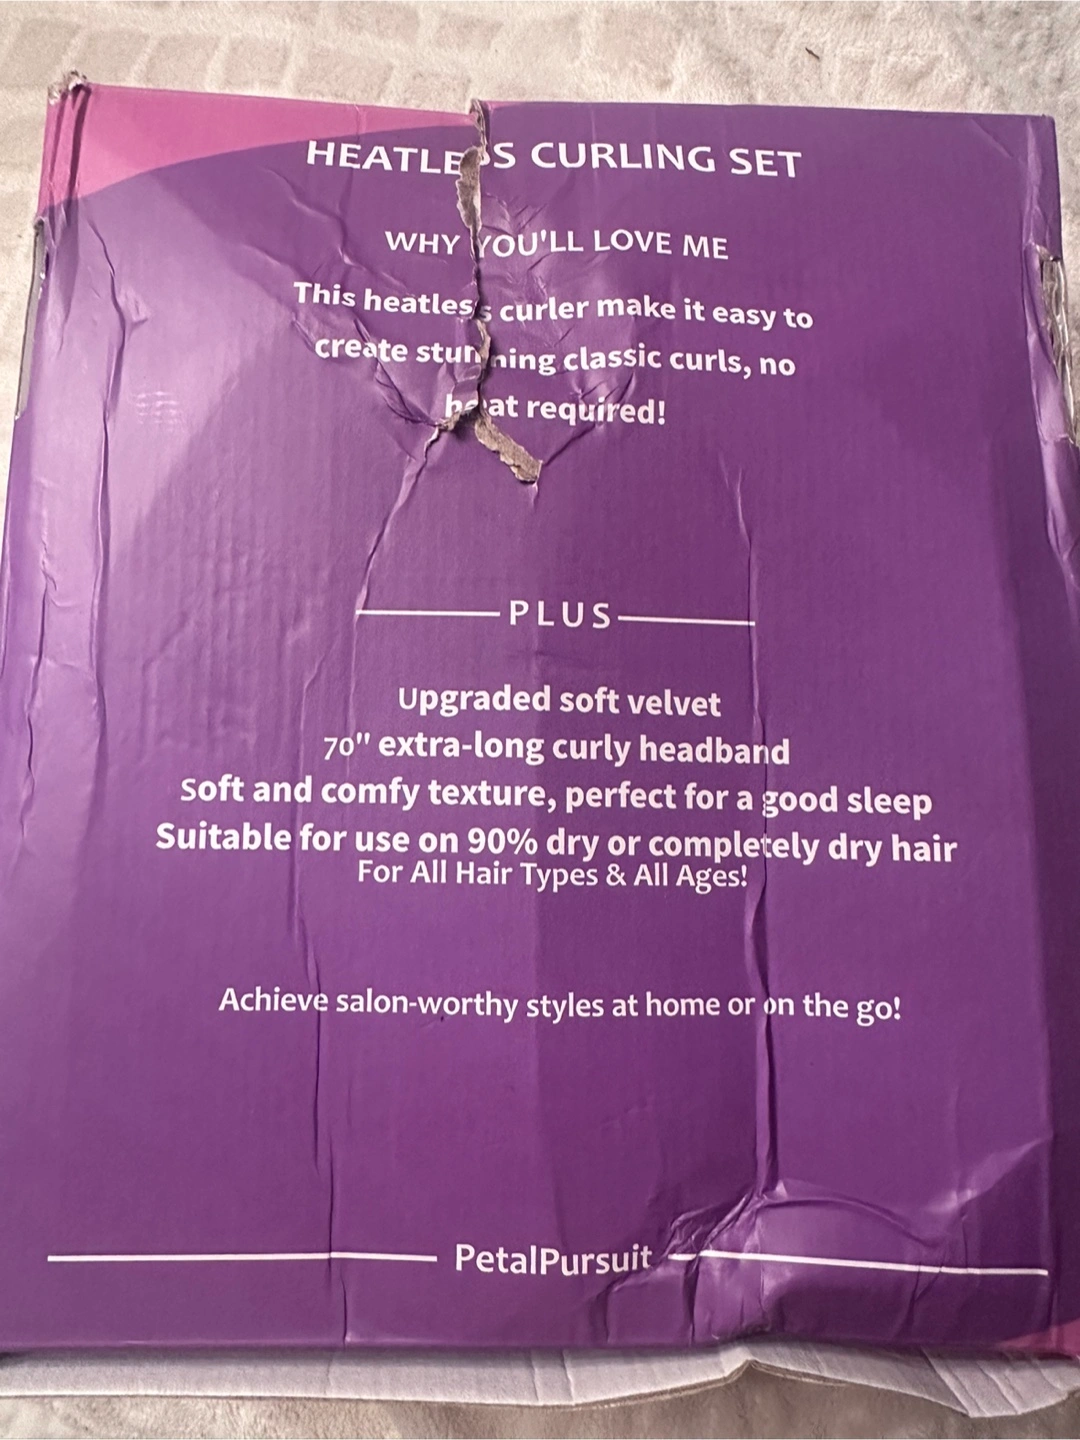 HEATLESS CURLING SET
WHY YOU'LL LOVE ME
This heatless curler make it easy to
create stunning classic curls, no
heat required!
PLUS
Upgraded soft velvet
70" extra-long curly headband
Soft and comfy texture, perfect for a good sleep
Suitable for use on 90% dry or completely dry hair
For All Hair Types & All Ages!
Achieve salon-worthy styles at home or on the go!
PetalPursuit